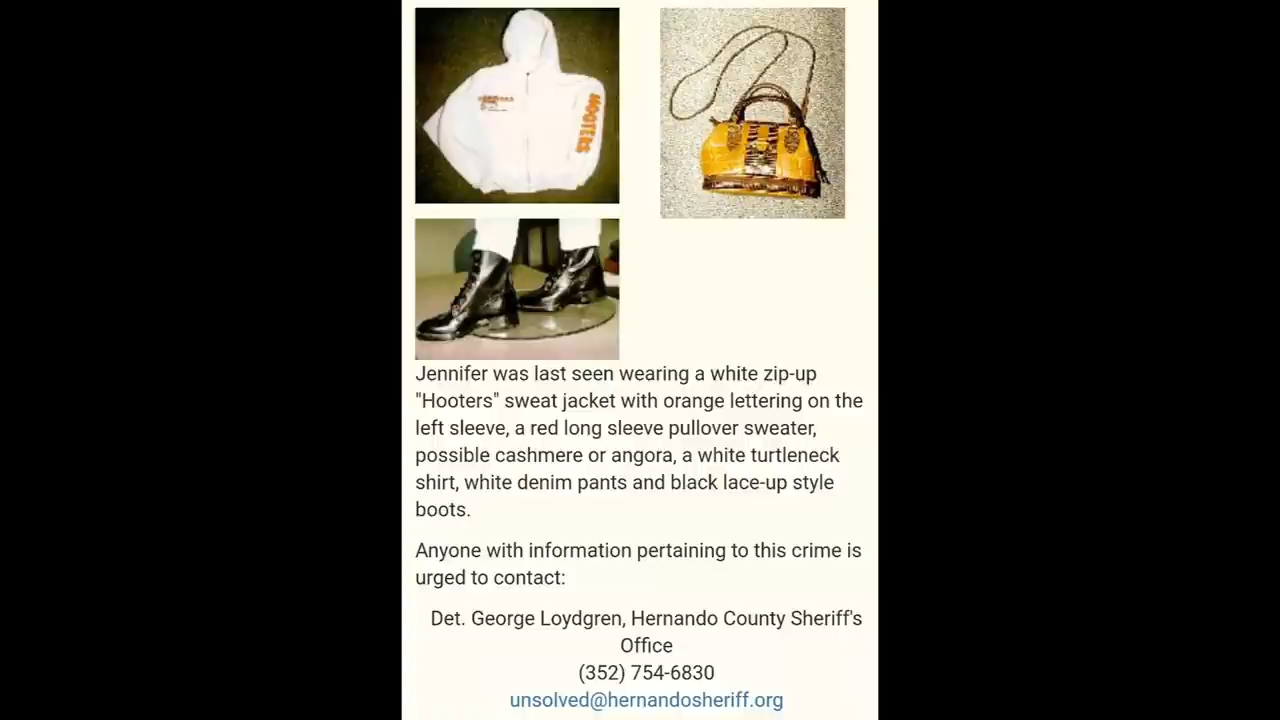 HOOTERS
Jennifer was last seen wearing a white zip-up
"Hooters" sweat jacket with orange lettering on the
left sleeve, a red long sleeve pullover sweater,
possible cashmere or angora, a white turtleneck
shirt, white denim pants and black lace-up style
boots.
Anyone with information pertaining to this crime is
urged to contact:
Det. George Loydgren, Hernando County Sheriff's
Office
(352) 754-6830
unsolved@hernandosheriff.org